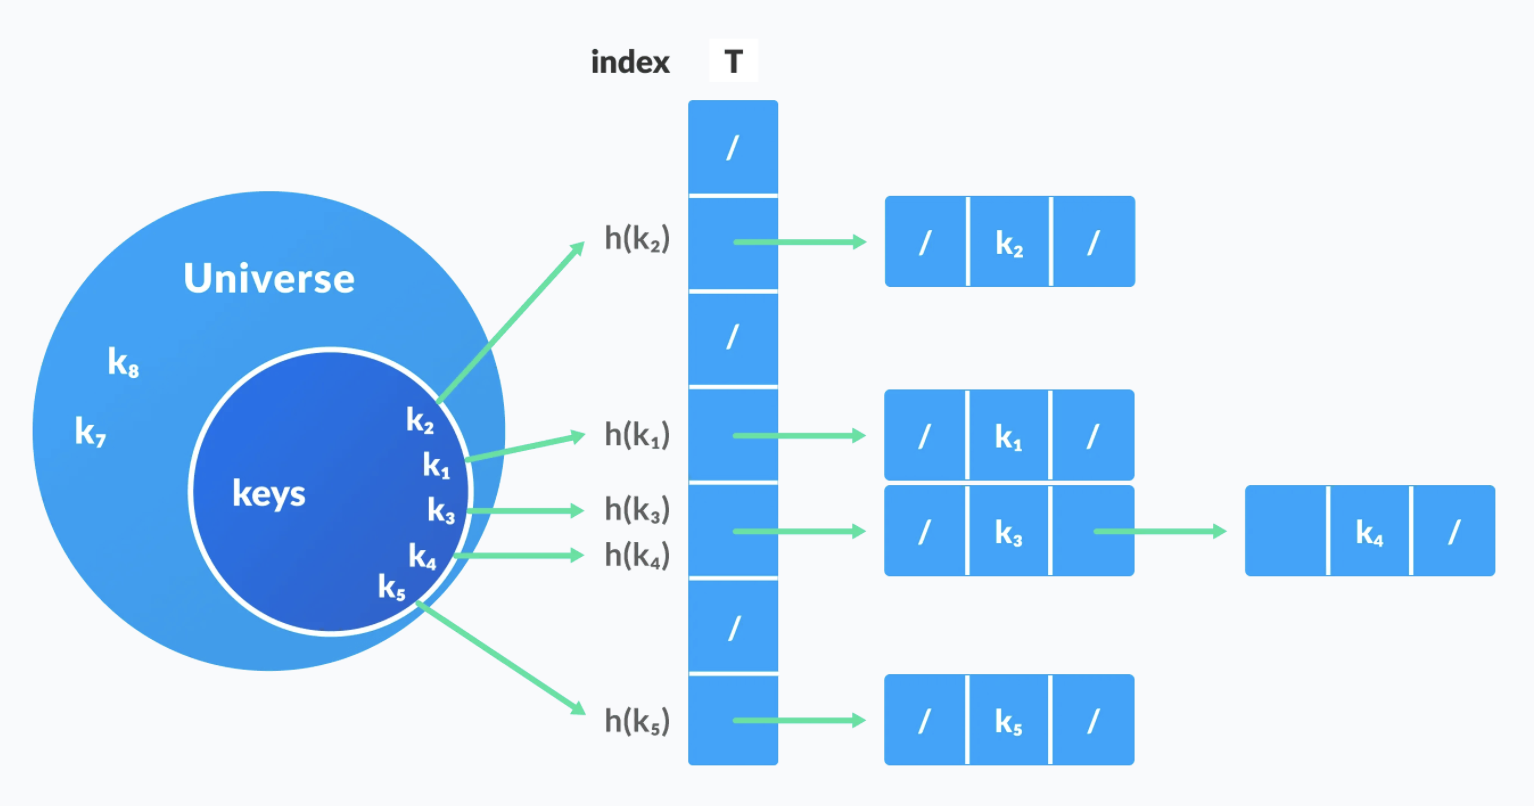 index T
/
h(k₂) / k₂ /
Universe
/
k₈
k₇
k₂
h(k₁) / k₁ /
k₁
keys
k₃ h(k₃)
/ k₃ k₄ /
k₄ h(k₄)
k₅
/
h(k₅) / k₅ /